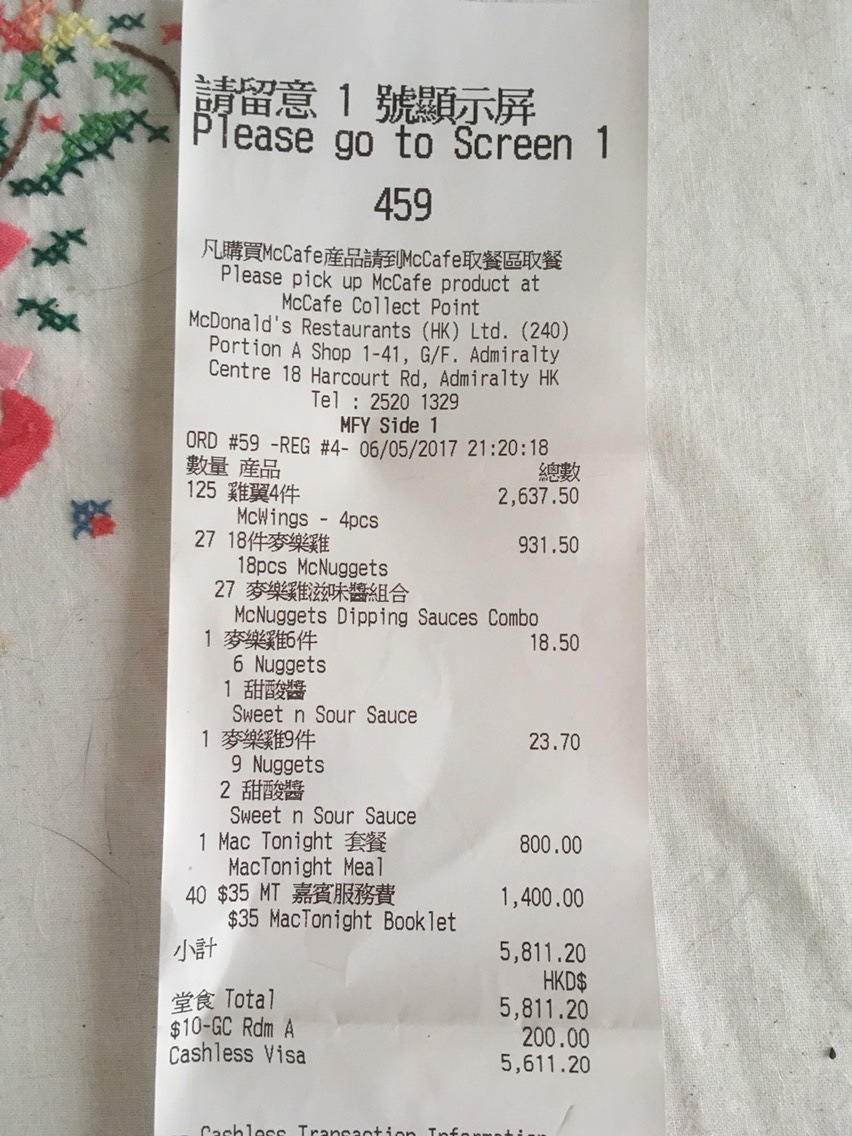 請留意 1 號顯示屏
Please go to Screen 1
459
凡購買McCafe産品請到McCafe取餐區取餐
Please pick up McCafe product at
McCafe Collect Point
McDonald's Restaurants (HK) Ltd. (240)
Portion A Shop 1-41, G/F. Admiralty
Centre 18 Harcourt Rd, Admiralty HK
Tel : 2520 1329
MFY Side 1
ORD #59 -REG #4- 06/05/2017 21:20:18
數量 産品 總數
125 雞翼4件 2,637.50
McWings - 4pcs
27 18件麥樂雞 931.50
18pcs McNuggets
27 麥樂雞滋味醬組合
McNuggets Dipping Sauces Combo
1 麥樂雞6件 18.50
6 Nuggets
1 甜酸醬
Sweet n Sour Sauce
1 麥樂雞9件 23.70
9 Nuggets
2 甜酸醬
Sweet n Sour Sauce
1 Mac Tonight 套餐 800.00
MacTonight Meal
40 $35 MT 嘉賓服務費 1,400.00
$35 MacTonight Booklet
小計 5,811.20
HKD$
堂食 Total 5,811.20
$10-GC Rdm A 200.00
Cashless Visa 5,611.20
Cashless Transaction Information